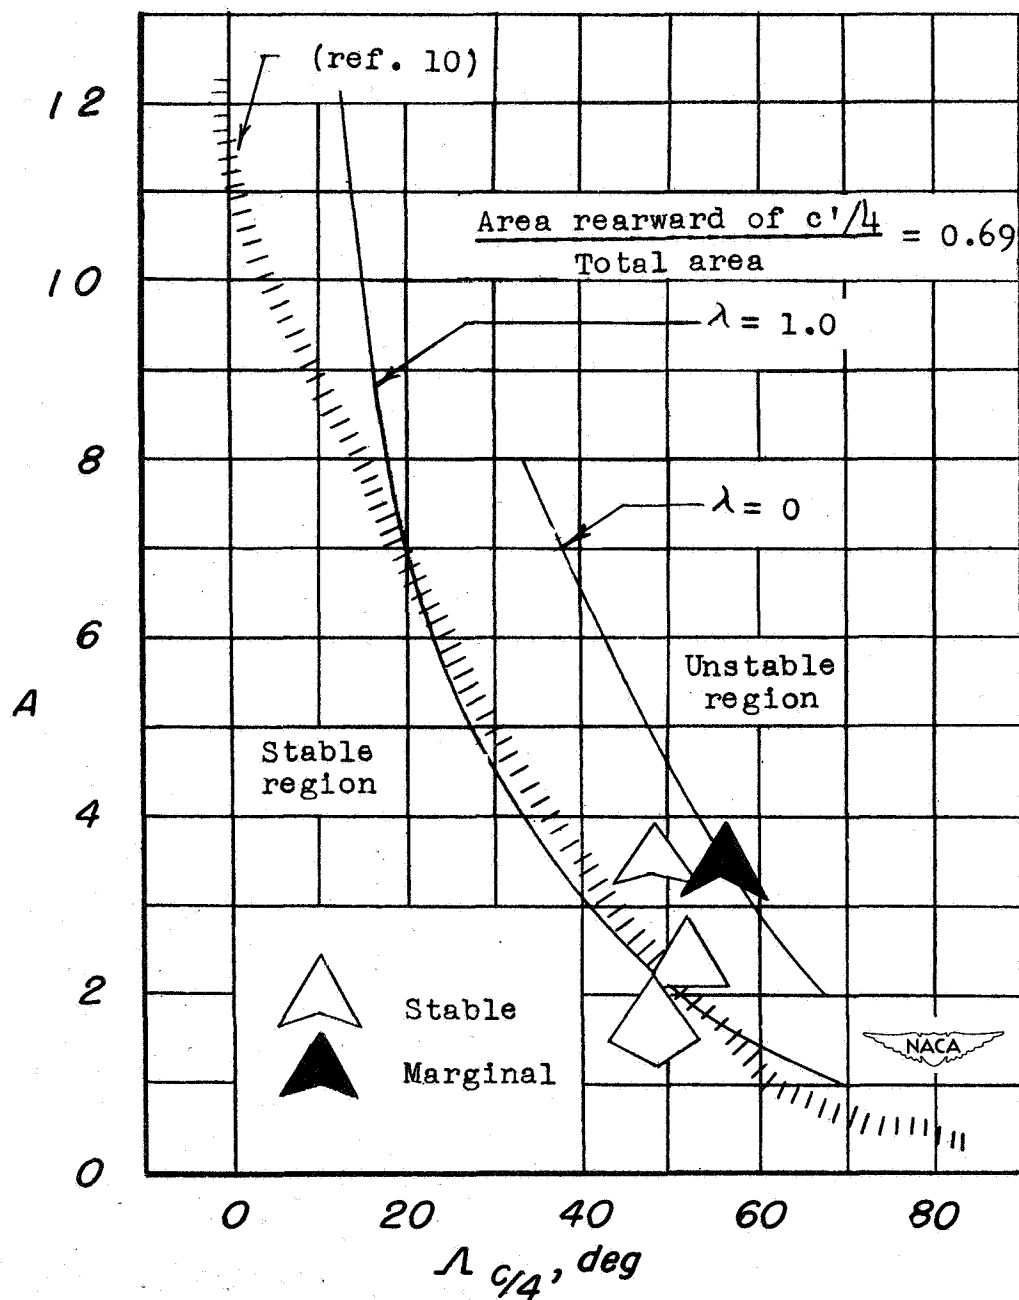 (ref. 10)
12
Area rearward of c'/4 = 0.69
Total area
10
λ = 1.0
8
λ = 0
6
Unstable
region
A
Stable
region
4
2
Stable
NACA
Marginal
0
0 20 40 60 80
Λ c/4, deg